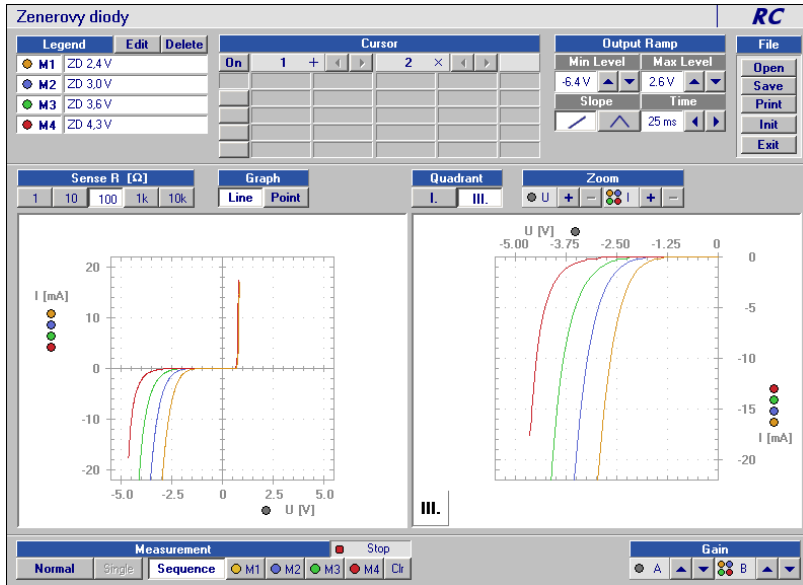 Zenerovy diody
RC
Legend Edit Delete
M1 ZD 2,4 V
M2 ZD 3,0 V
M3 ZD 3,6 V
M4 ZD 4,3 V
Cursor
On 1 + 2 ×
Output Ramp
Min Level Max Level
-6.4 V 2.6 V
Slope Time
25 ms
File
Open
Save
Print
Init
Exit
Sense R [Ω]
1 10 100 1k 10k
Graph
Line Point
Quadrant
I. III.
Zoom
U + − I + −
I [mA]
20
10
0
-10
-20
-5.0 -2.5 0 2.5 5.0
U [V]
U [V]
-5.00 -3.75 -2.50 -1.25 0
0
-5
-10
-15
-20
I [mA]
III.
Measurement Stop
Normal Single Sequence M1 M2 M3 M4 Clr
Gain
A B